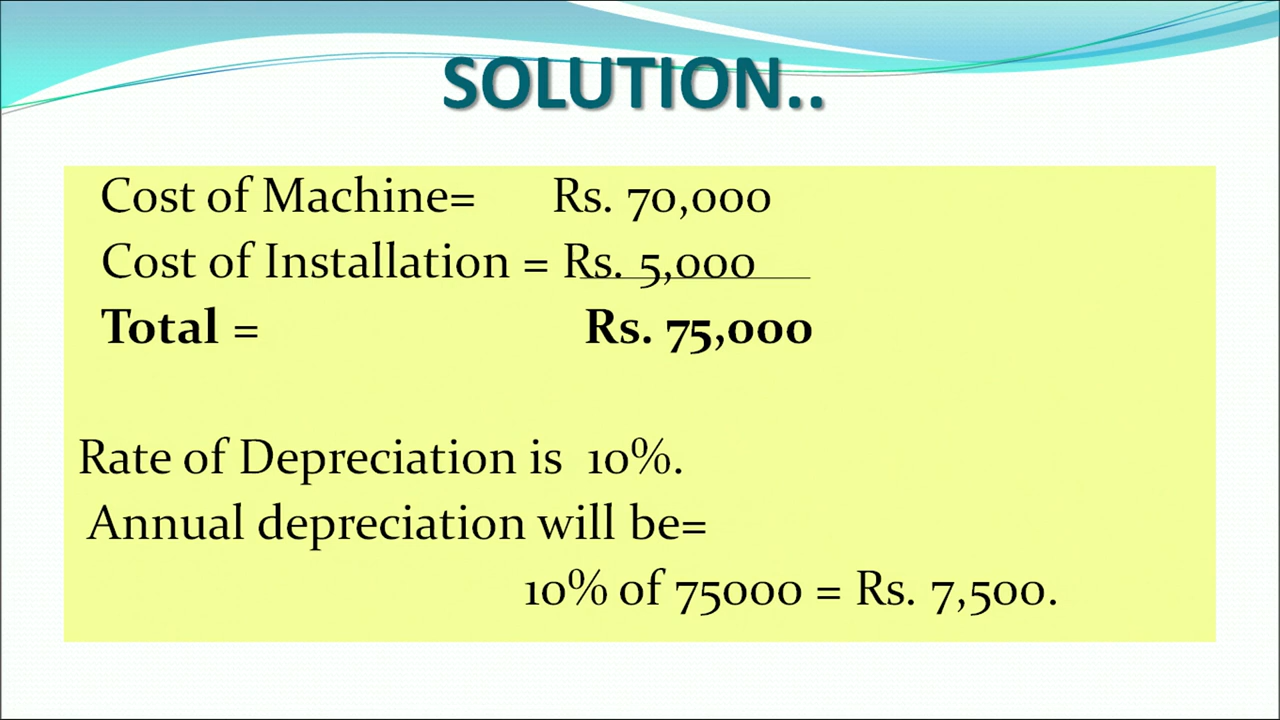 SOLUTION..
Cost of Machine= Rs. 70,000
Cost of Installation = Rs. 5,000
Total = Rs. 75,000
Rate of Depreciation is 10%.
Annual depreciation will be=
10% of 75000 = Rs. 7,500.